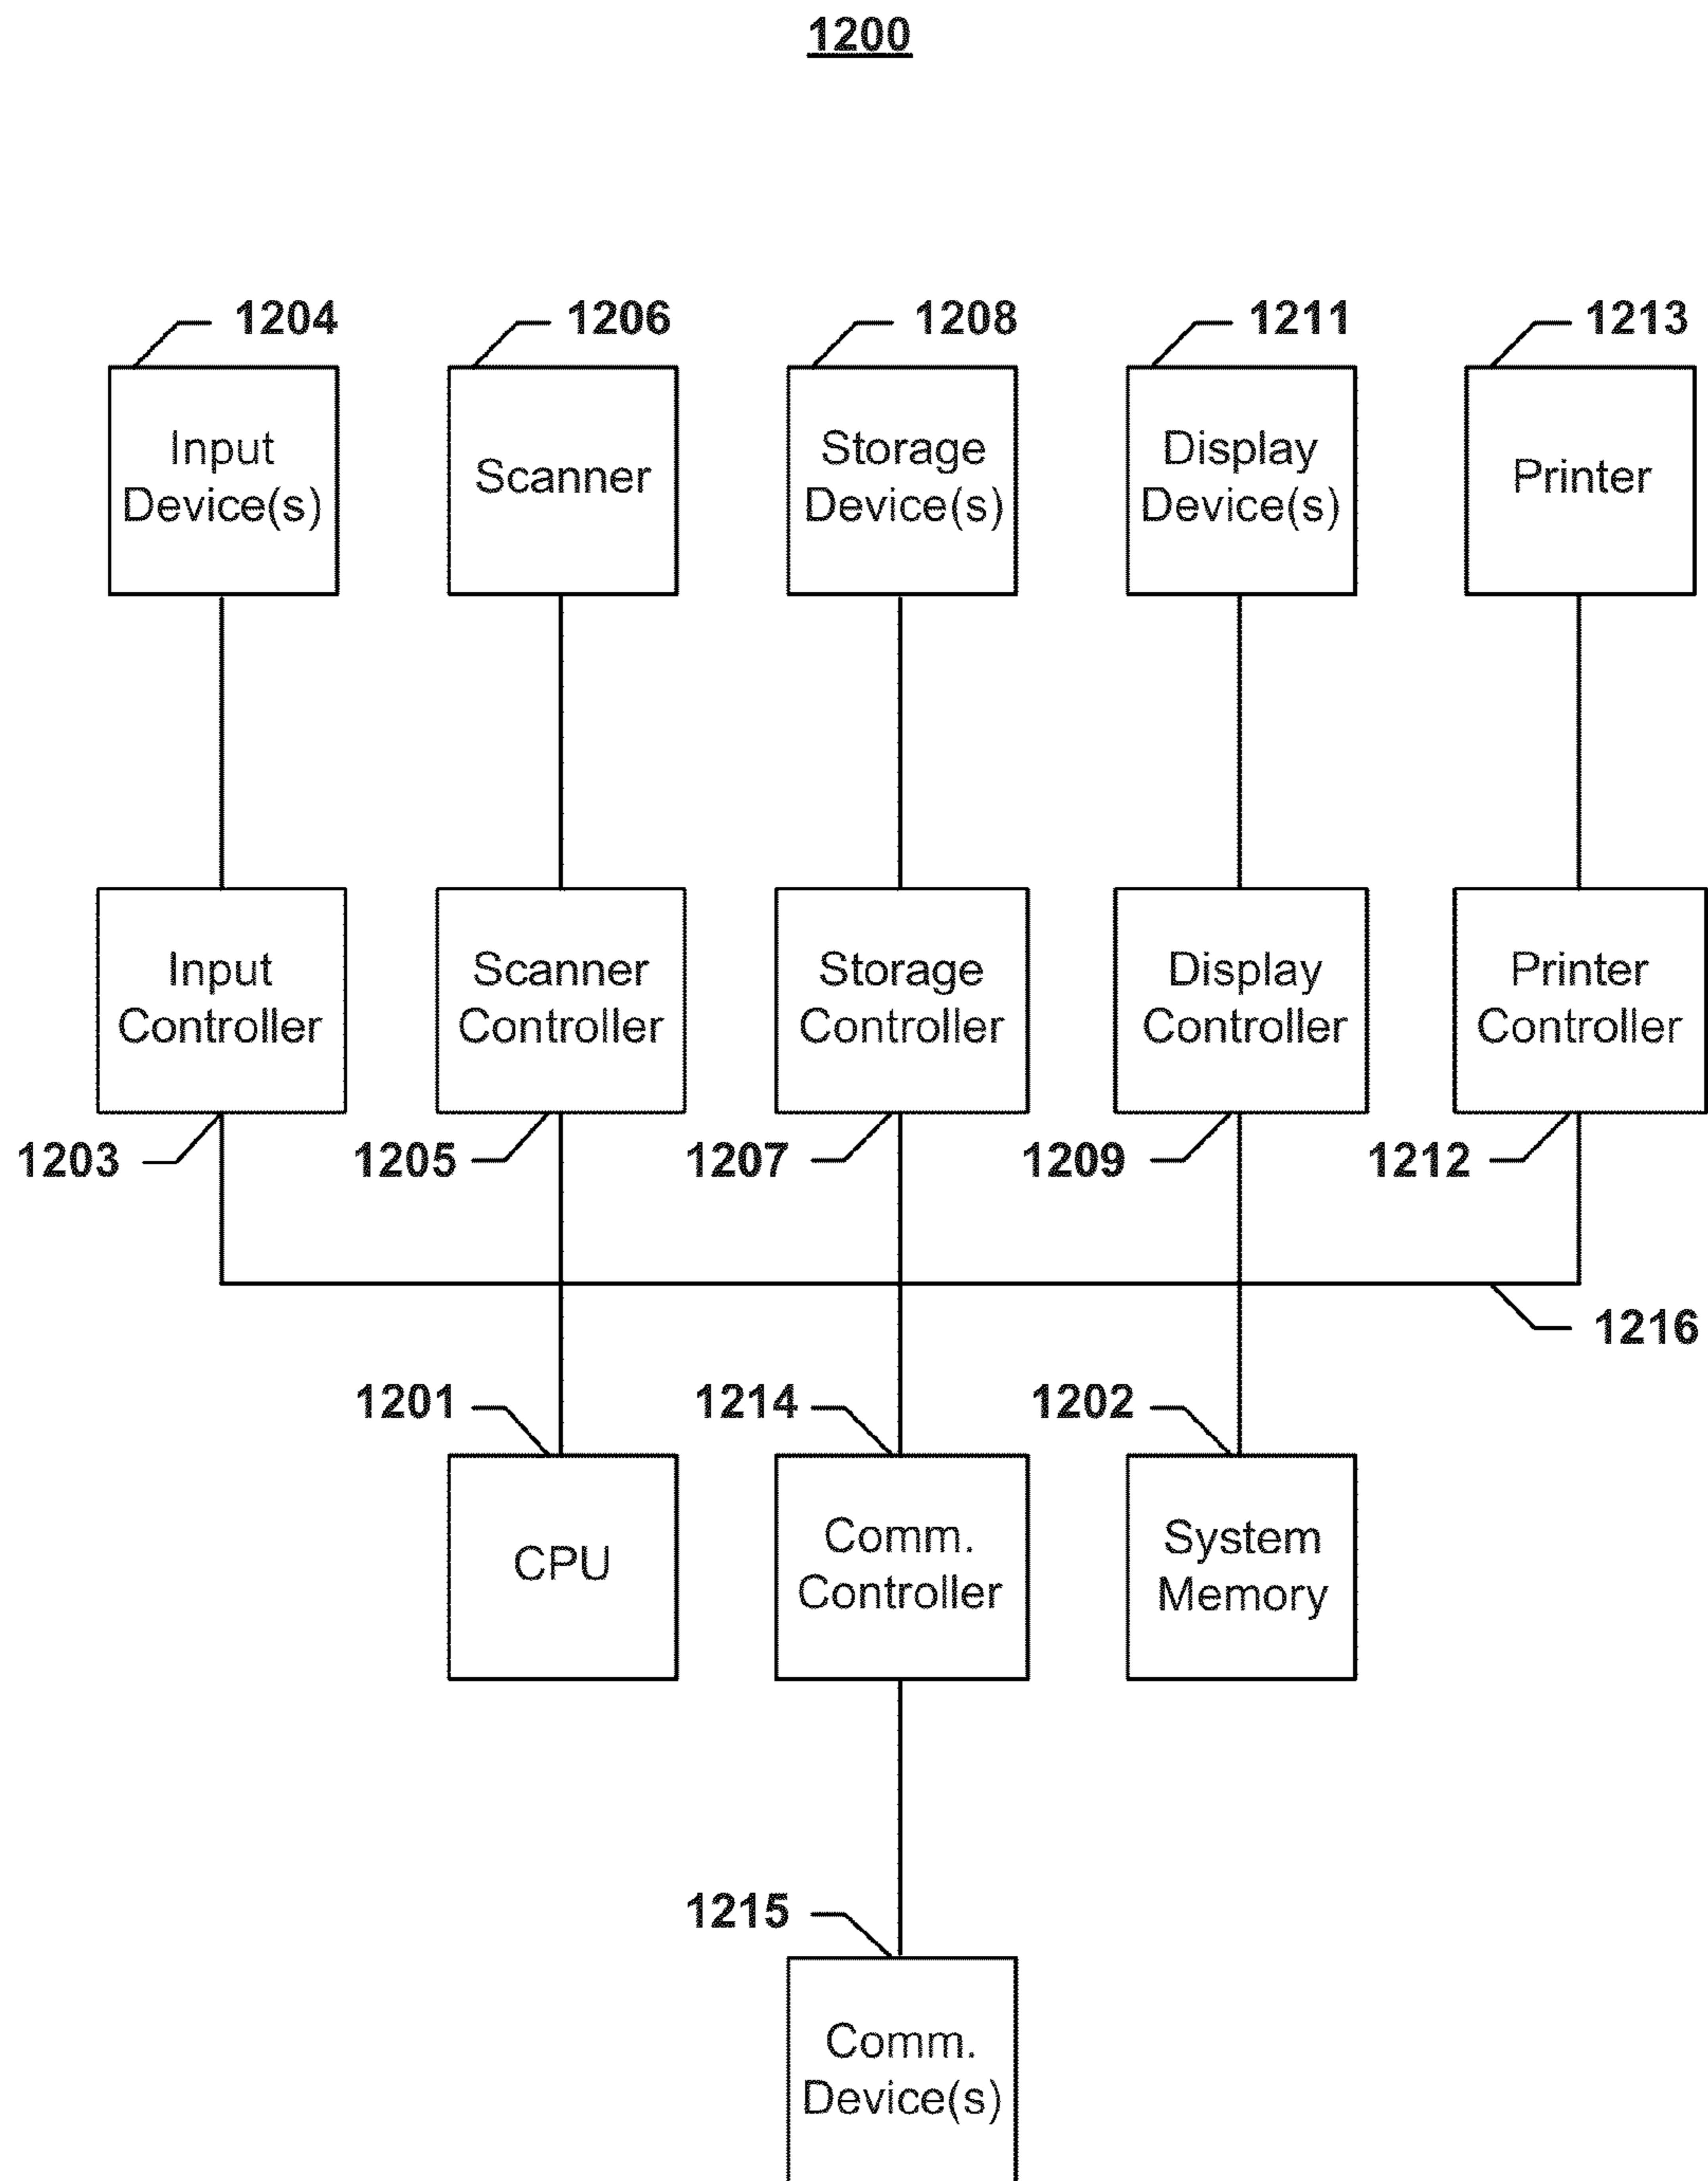 1200
1204
1206
1208
1211
1213
Input
Device(s)
Scanner
Storage
Device(s)
Display
Device(s)
Printer
Input
Controller
Scanner
Controller
Storage
Controller
Display
Controller
Printer
Controller
1203
1205
1207
1209
1212
1216
1201
1214
1202
CPU
Comm.
Controller
System
Memory
1215
Comm.
Device(s)